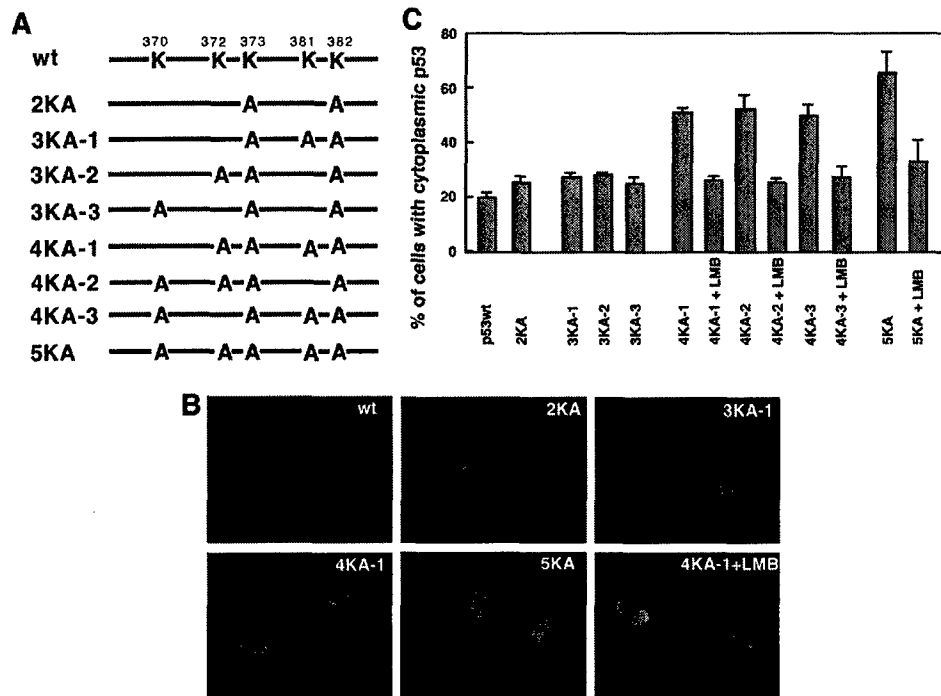 A
370 372 373 381 382
wt K K K K K
2KA A A
3KA-1 A A A
3KA-2 A A A
3KA-3 A A A
4KA-1 A A A A
4KA-2 A A A A
4KA-3 A A A A
5KA A A A A A
C
% of cells with cytoplasmic p53
80
60
40
20
0
p53wt
2KA
3KA-1
3KA-2
3KA-3
4KA-1
4KA-1 + LMB
4KA-2
4KA-2 + LMB
4KA-3
4KA-3 + LMB
5KA
5KA + LMB
B
wt
2KA
3KA-1
4KA-1
5KA
4KA-1+LMB